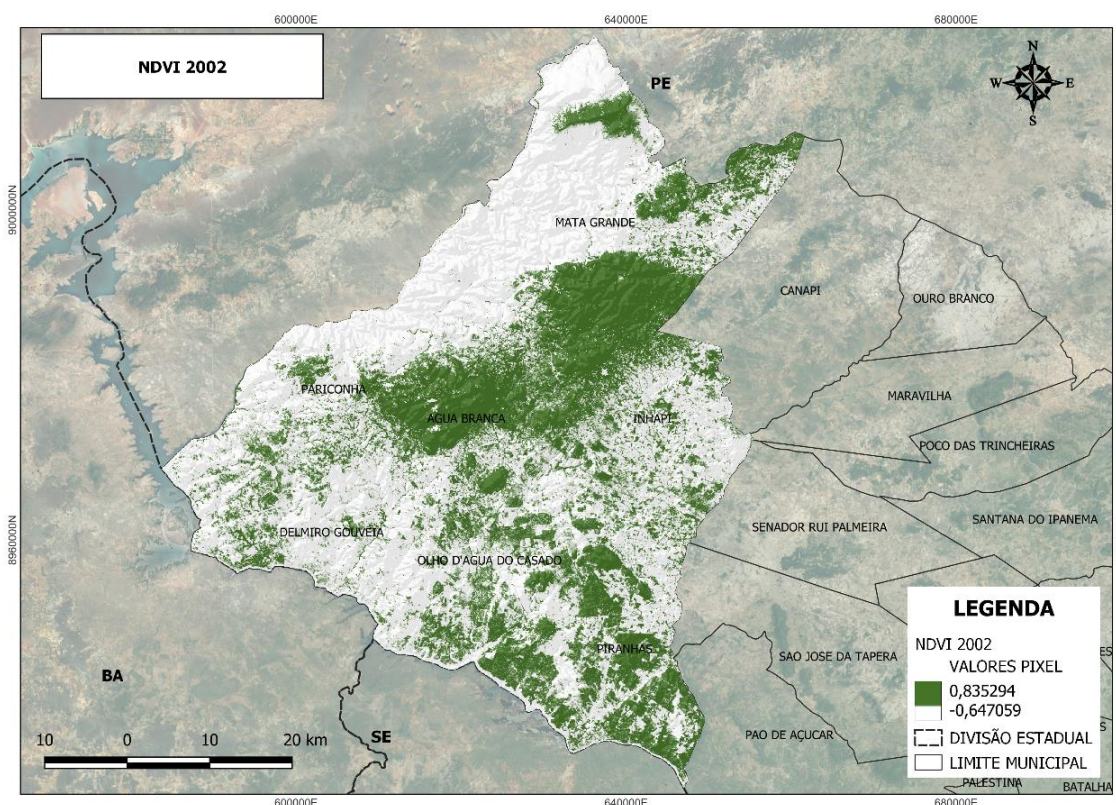 600000E
640000E
680000E
NDVI 2002
PE
N
W E
S
9000000N
MATA GRANDE
CANAPI
OURO BRANCO
PARICONHA
AGUA BRANCA
INHAPI
MARAVILHA
POCO DAS TRINCHEIRAS
8960000N
DELMIRO GOUVEIA
OLHO D'AGUA DO CASADO
SENADOR RUI PALMEIRA
SANTANA DO IPANEMA
PIRANHAS
SAO JOSE DA TAPERA
BA
SE
PAO DE AÇUCAR
10 0 10 20 km
LEGENDA
NDVI 2002
VALORES PIXEL
0,835294
-0,647059
DIVISÃO ESTADUAL
LIMITE MUNICIPAL
PALESTINA
BATALHA
600000E
640000E
680000E